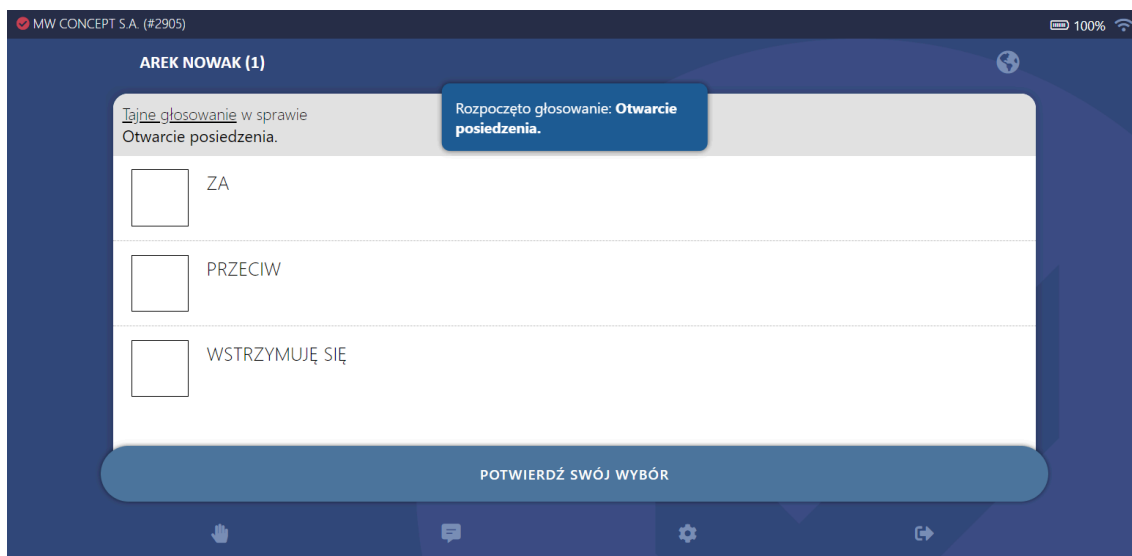 MW CONCEPT S.A. (#2905)
100%
AREK NOWAK (1)
Rozpoczęto głosowanie: Otwarcie
posiedzenia.
Tajne głosowanie w sprawie
Otwarcie posiedzenia.
ZA
PRZECIW
WSTRZYMUJĘ SIĘ
POTWIERDŹ SWÓJ WYBÓR